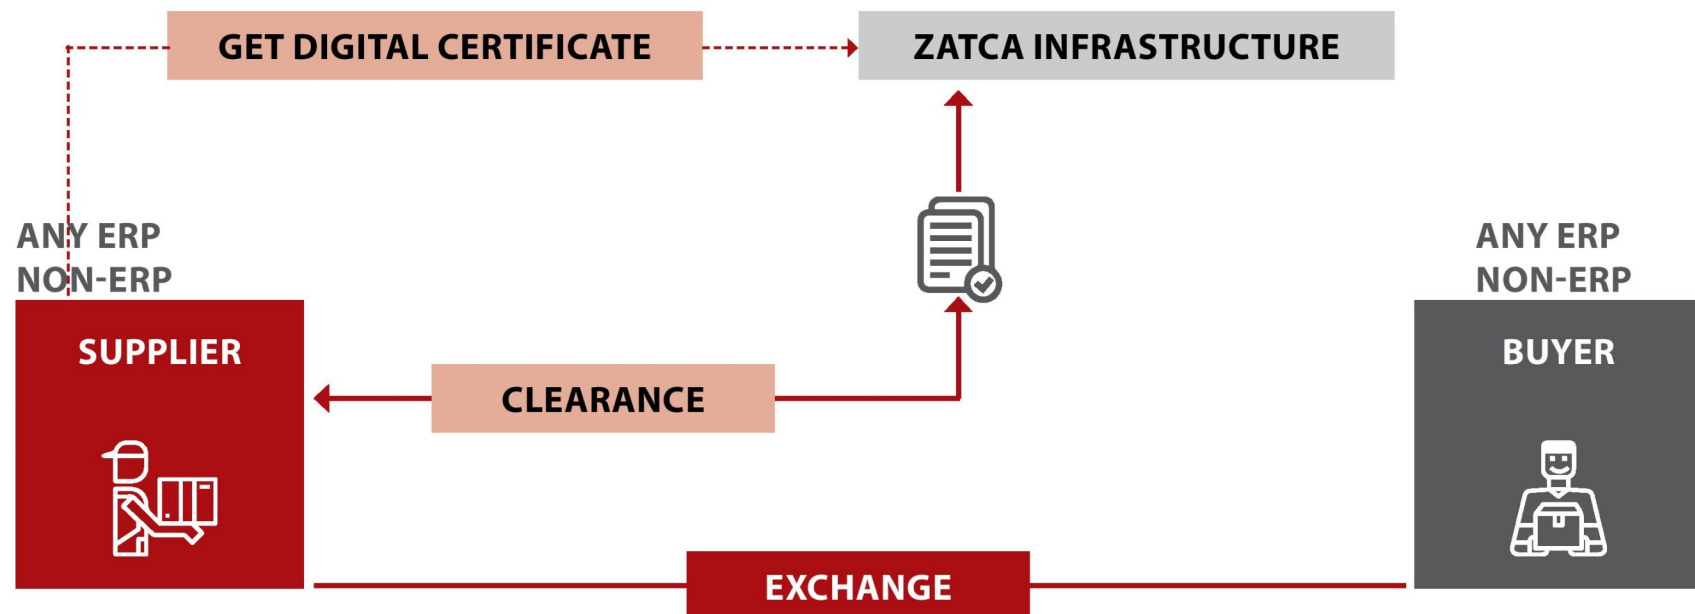 GET DIGITAL CERTIFICATE
ZATCA INFRASTRUCTURE
ANY ERP
NON-ERP
ANY ERP
NON-ERP
SUPPLIER
BUYER
CLEARANCE
EXCHANGE